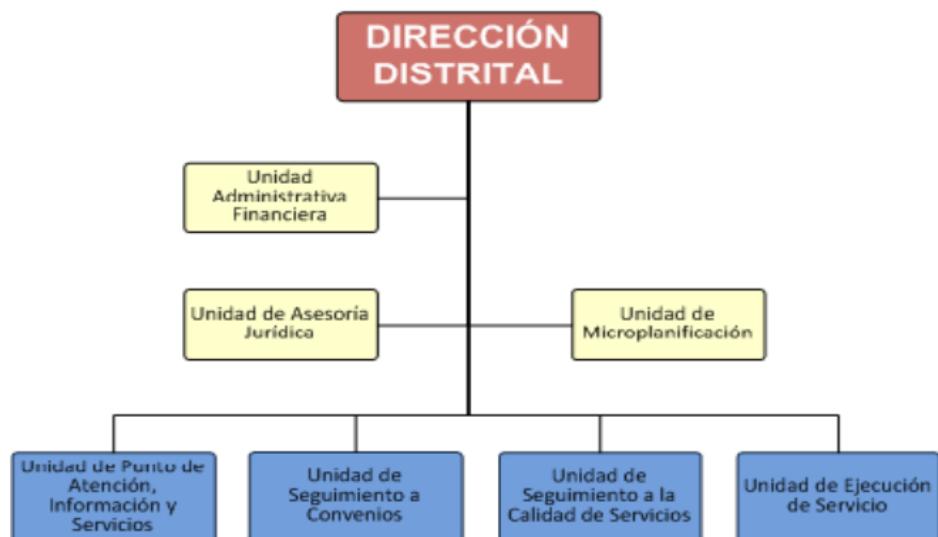 DIRECCIÓN
DISTRITAL
Unidad
Administrativa
Financiera
Unidad de Asesoría
Jurídica
Unidad de
Microplanificación
Unidad de Punto de
Atención,
Información y
Servicios
Unidad de
Seguimiento a
Convenios
Unidad de
Seguimiento a la
Calidad de Servicios
Unidad de Ejecución
de Servicio